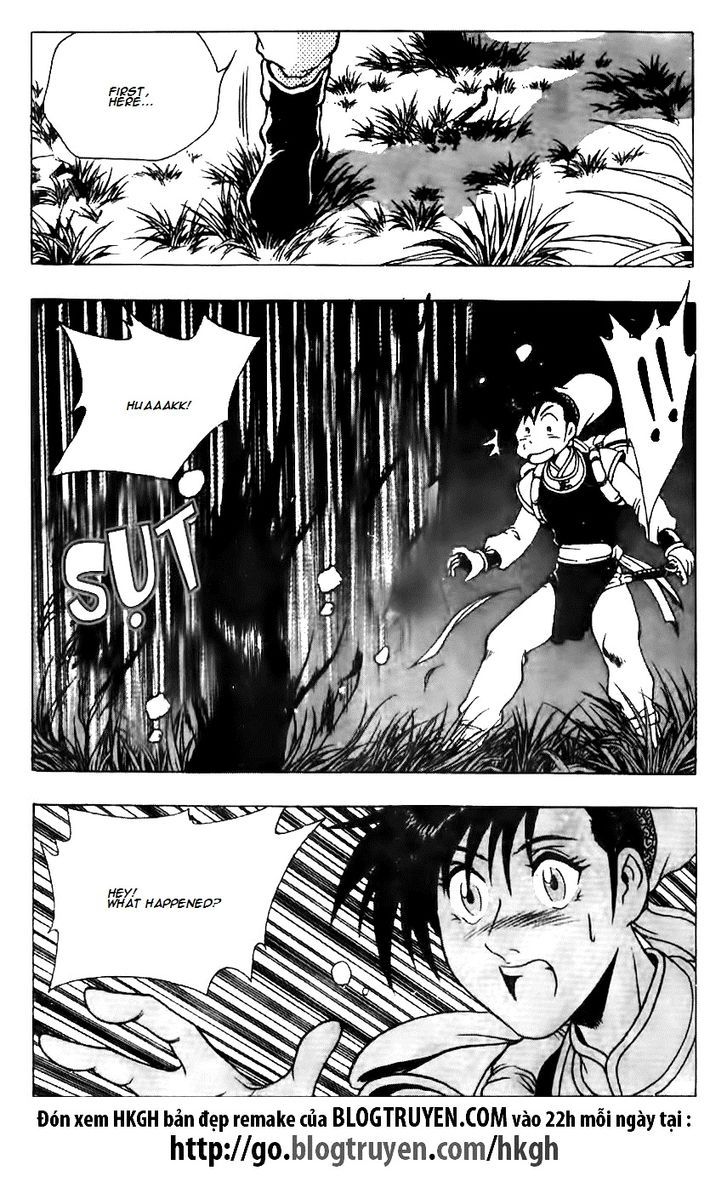 FIRST,
HERE...
HUAAAKK!
!!
SỤT
HEY!
WHAT HAPPENED?
Đón xem HKGH bản đẹp remake của BLOGTRUYEN.COM vào 22h mỗi ngày tại :
http://go.blogtruyen.com/hkgh